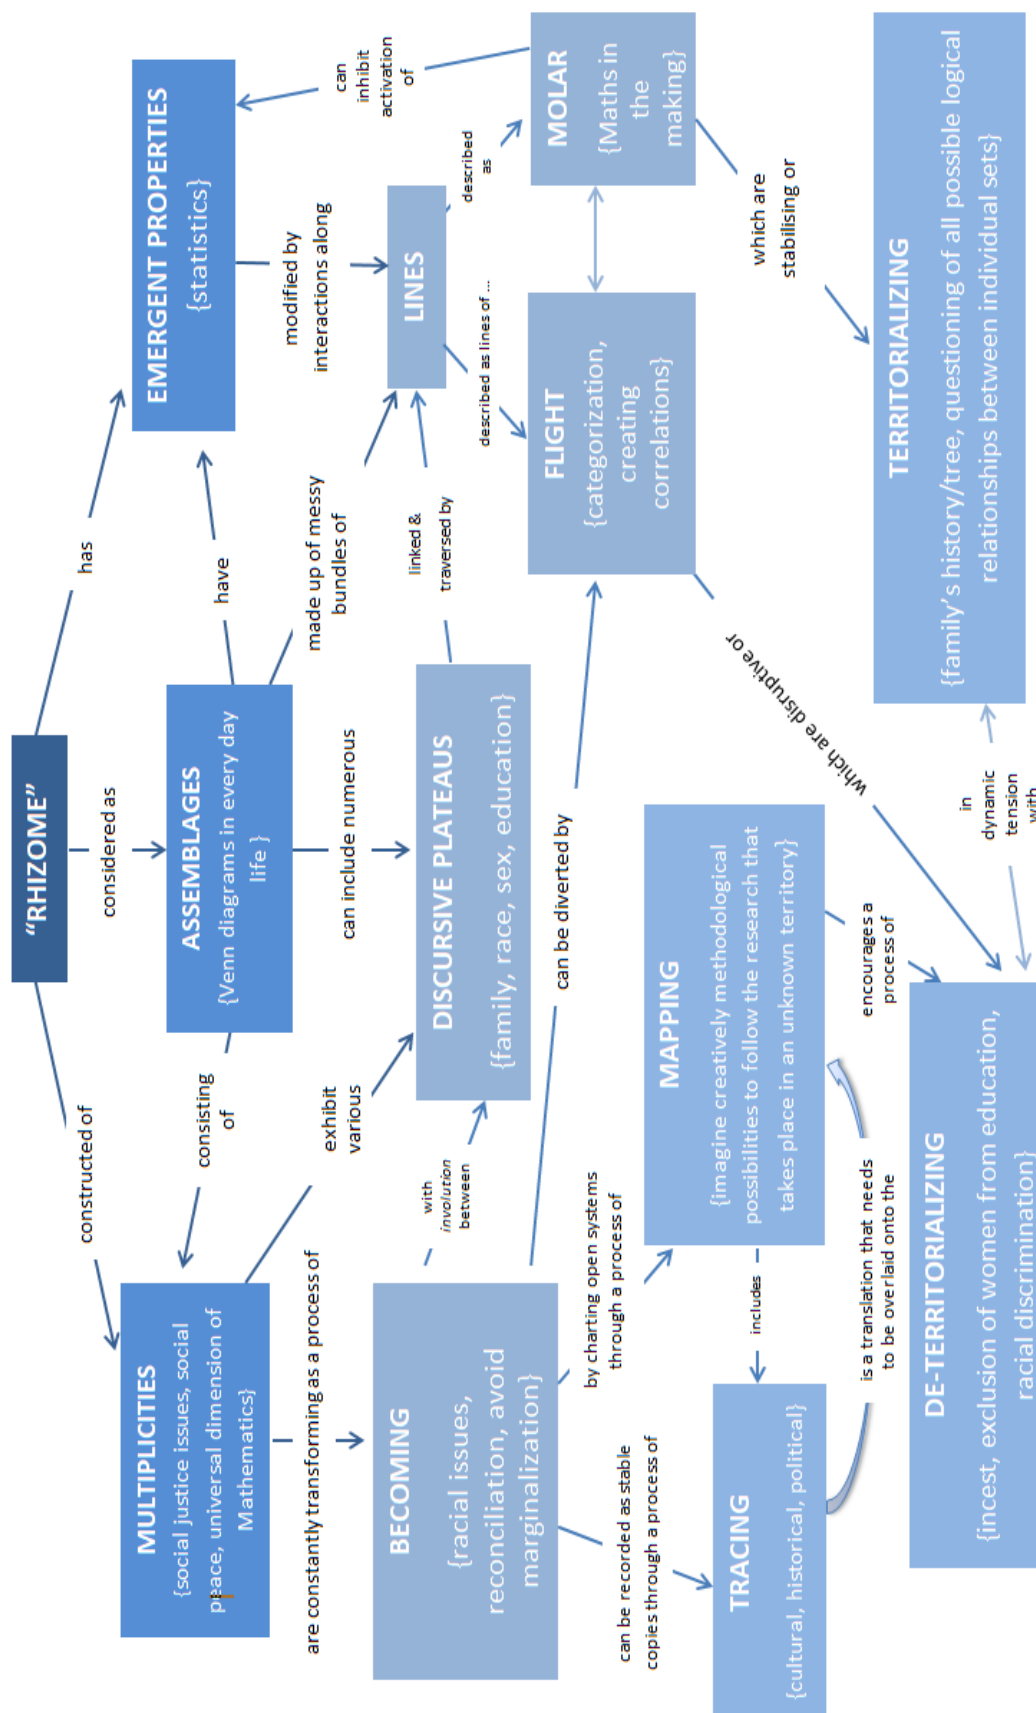 "RHIZOME"
constructed of
considered as
has
MULTIPLICITIES
{social justice issues, social
peace, universal dimension of
Mathematics}
consisting
of
ASSEMBLAGES
{Venn diagrams in every day
life }
have
EMERGENT PROPERTIES
{statistics}
are constantly transforming as a process of
exhibit
various
can include numerous
made up of messy
bundles of
modified by
interactions along
can
inhibit
activation
of
BECOMING
{racial issues,
reconciliation, avoid
marginalization}
with
involution
between
DISCURSIVE PLATEAUS
{family, race, sex, education}
linked &
traversed by
LINES
described as lines of ...
described
as
can be diverted by
FLIGHT
{categorization,
creating
correlations}
MOLAR
{Maths in
the
making}
can be recorded as stable
copies through a process of
by charting open systems
through a process of
TRACING
{cultural, historical, political}
includes
MAPPING
{imagine creatively methodological
possibilities to follow the research that
takes place in an unknown territory}
which are disruptive or
which are
stabilising or
is a translation that needs
to be overlaid onto the
encourages a
process of
DE-TERRITORIALIZING
{incest, exclusion of women from education,
racial discrimination}
in
dynamic
tension
with
TERRITORIALIZING
{family's history/tree, questioning of all possible logical
relationships between individual sets}